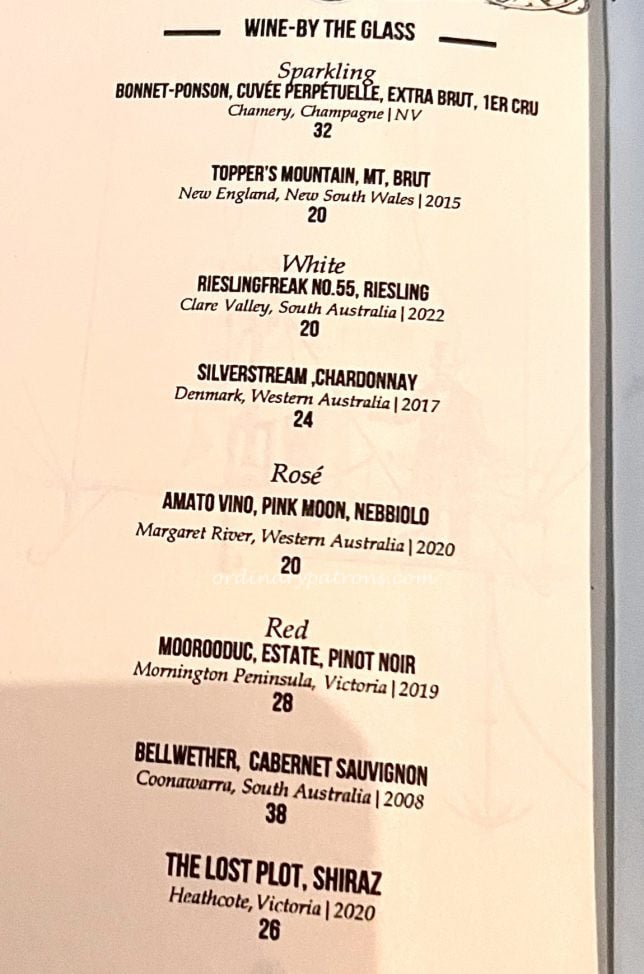 WINE-BY THE GLASS
Sparkling
BONNET-PONSON, CUVÉE PERPÉTUELLE, EXTRA BRUT, 1ER CRU
Chamery, Champagne | NV
32
TOPPER'S MOUNTAIN, MT, BRUT
New England, New South Wales | 2015
20
White
RIESLINGFREAK NO.55, RIESLING
Clare Valley, South Australia | 2022
20
SILVERSTREAM ,CHARDONNAY
Denmark, Western Australia | 2017
24
Rosé
AMATO VINO, PINK MOON, NEBBIOLO
Margaret River, Western Australia | 2020
20
ordinarypatrons.com
Red
MOOROODUC, ESTATE, PINOT NOIR
Mornington Peninsula, Victoria | 2019
28
BELLWETHER, CABERNET SAUVIGNON
Coonawarra, South Australia | 2008
38
THE LOST PLOT, SHIRAZ
Heathcote, Victoria | 2020
26